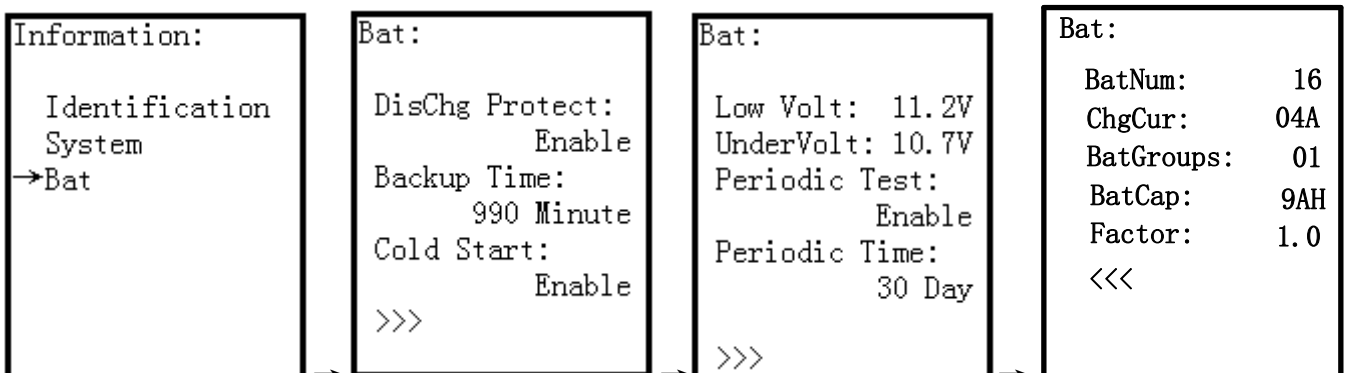 Information:
Identification
System
→Bat
Bat:
DisChg Protect:
Enable
Backup Time:
990 Minute
Cold Start:
Enable
>>>
Bat:
Low Volt: 11.2V
UnderVolt: 10.7V
Periodic Test:
Enable
Periodic Time:
30 Day
>>>
Bat:
BatNum: 16
ChgCur: 04A
BatGroups: 01
BatCap: 9AH
Factor: 1.0
<<<